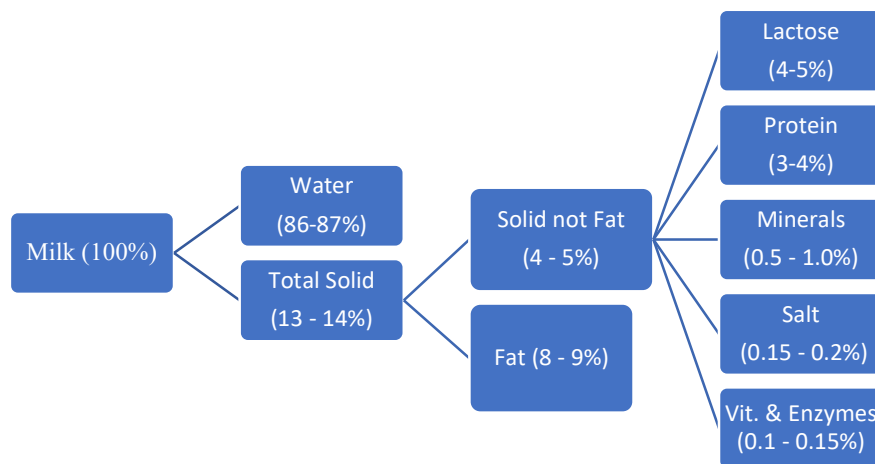 Milk (100%)
Water
(86-87%)
Total Solid
(13 - 14%)
Solid not Fat
(4 - 5%)
Fat (8 - 9%)
Lactose
(4-5%)
Protein
(3-4%)
Minerals
(0.5 - 1.0%)
Salt
(0.15 - 0.2%)
Vit. & Enzymes
(0.1 - 0.15%)